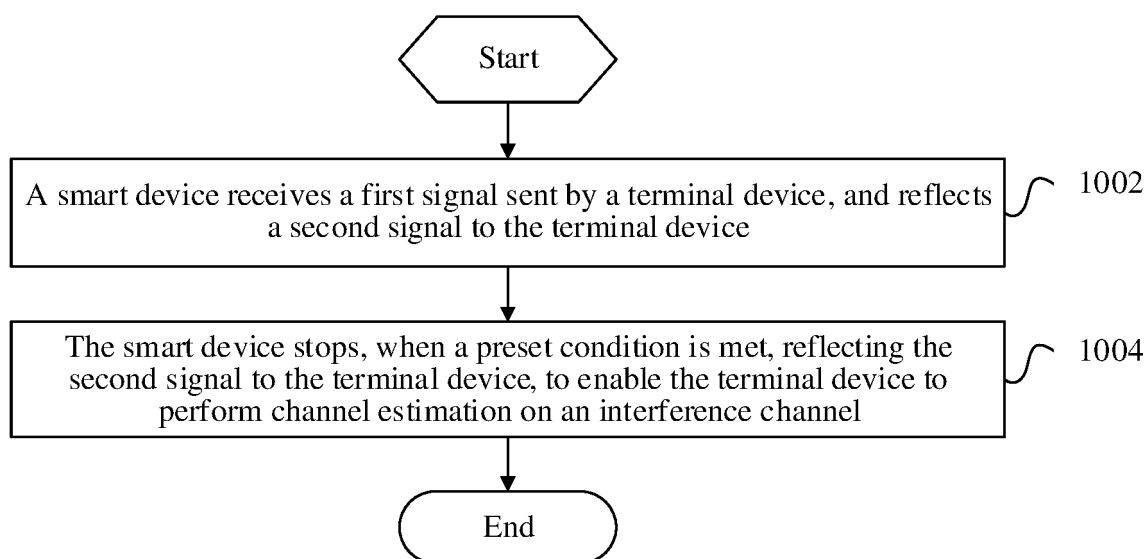 Start
A smart device receives a first signal sent by a terminal device, and reflects
a second signal to the terminal device
1002
The smart device stops, when a preset condition is met, reflecting the
second signal to the terminal device, to enable the terminal device to
perform channel estimation on an interference channel
1004
End